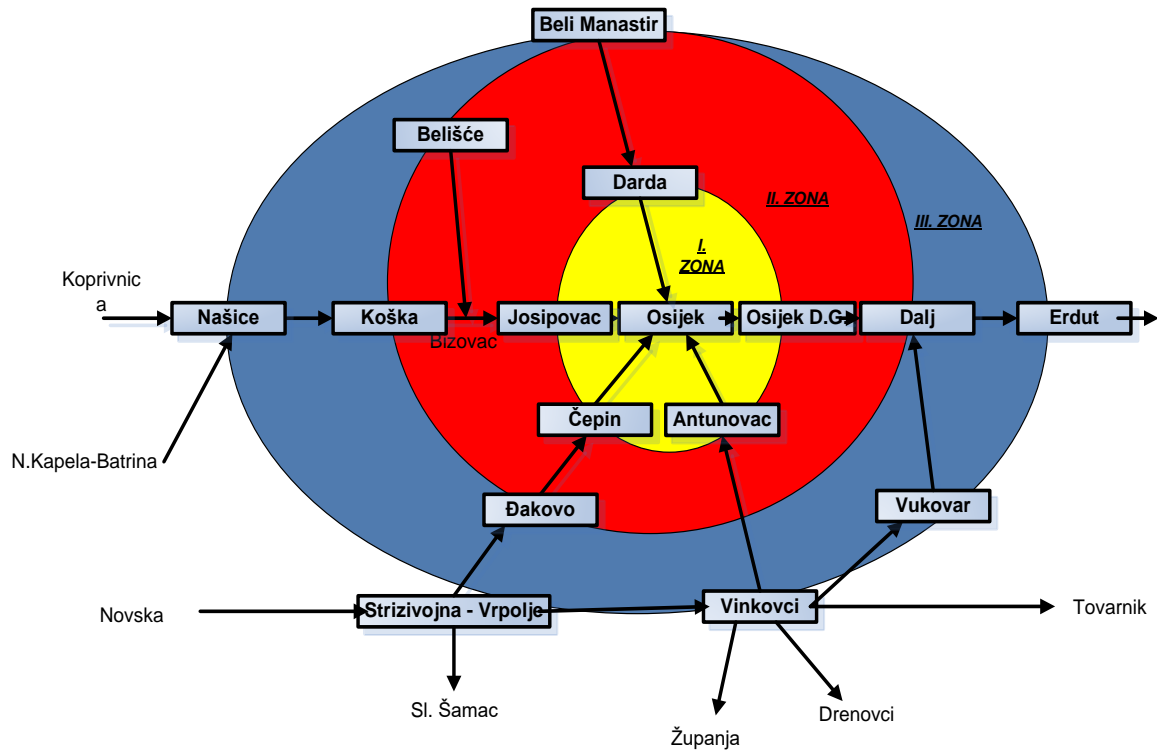 Beli Manastir
Belišće
Darda
II. ZONA
III. ZONA
I.
ZONA
Koprivnic
a
Našice
Koška
Josipovac
Osijek
Osijek D.G.
Dalj
Erdut
Bizovac
Čepin
Antunovac
N.Kapela-Batrina
Đakovo
Vukovar
Novska
Strizivojna - Vrpolje
Vinkovci
Tovarnik
Sl. Šamac
Drenovci
Županja